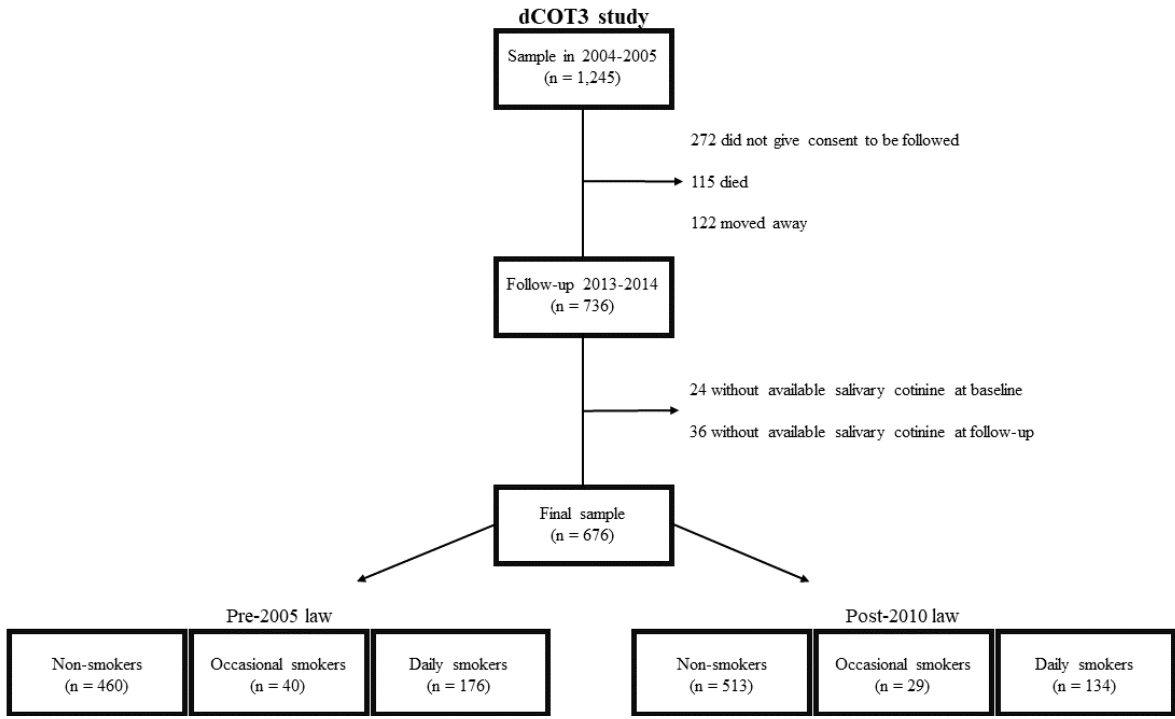 dCOT3 study
Sample in 2004-2005
(n = 1,245)
272 did not give consent to be followed
115 died
122 moved away
Follow-up 2013-2014
(n = 736)
24 without available salivary cotinine at baseline
36 without available salivary cotinine at follow-up
Final sample
(n = 676)
Pre-2005 law
Non-smokers
(n = 460)
Occasional smokers
(n = 40)
Daily smokers
(n = 176)
Post-2010 law
Non-smokers
(n = 513)
Occasional smokers
(n = 29)
Daily smokers
(n = 134)